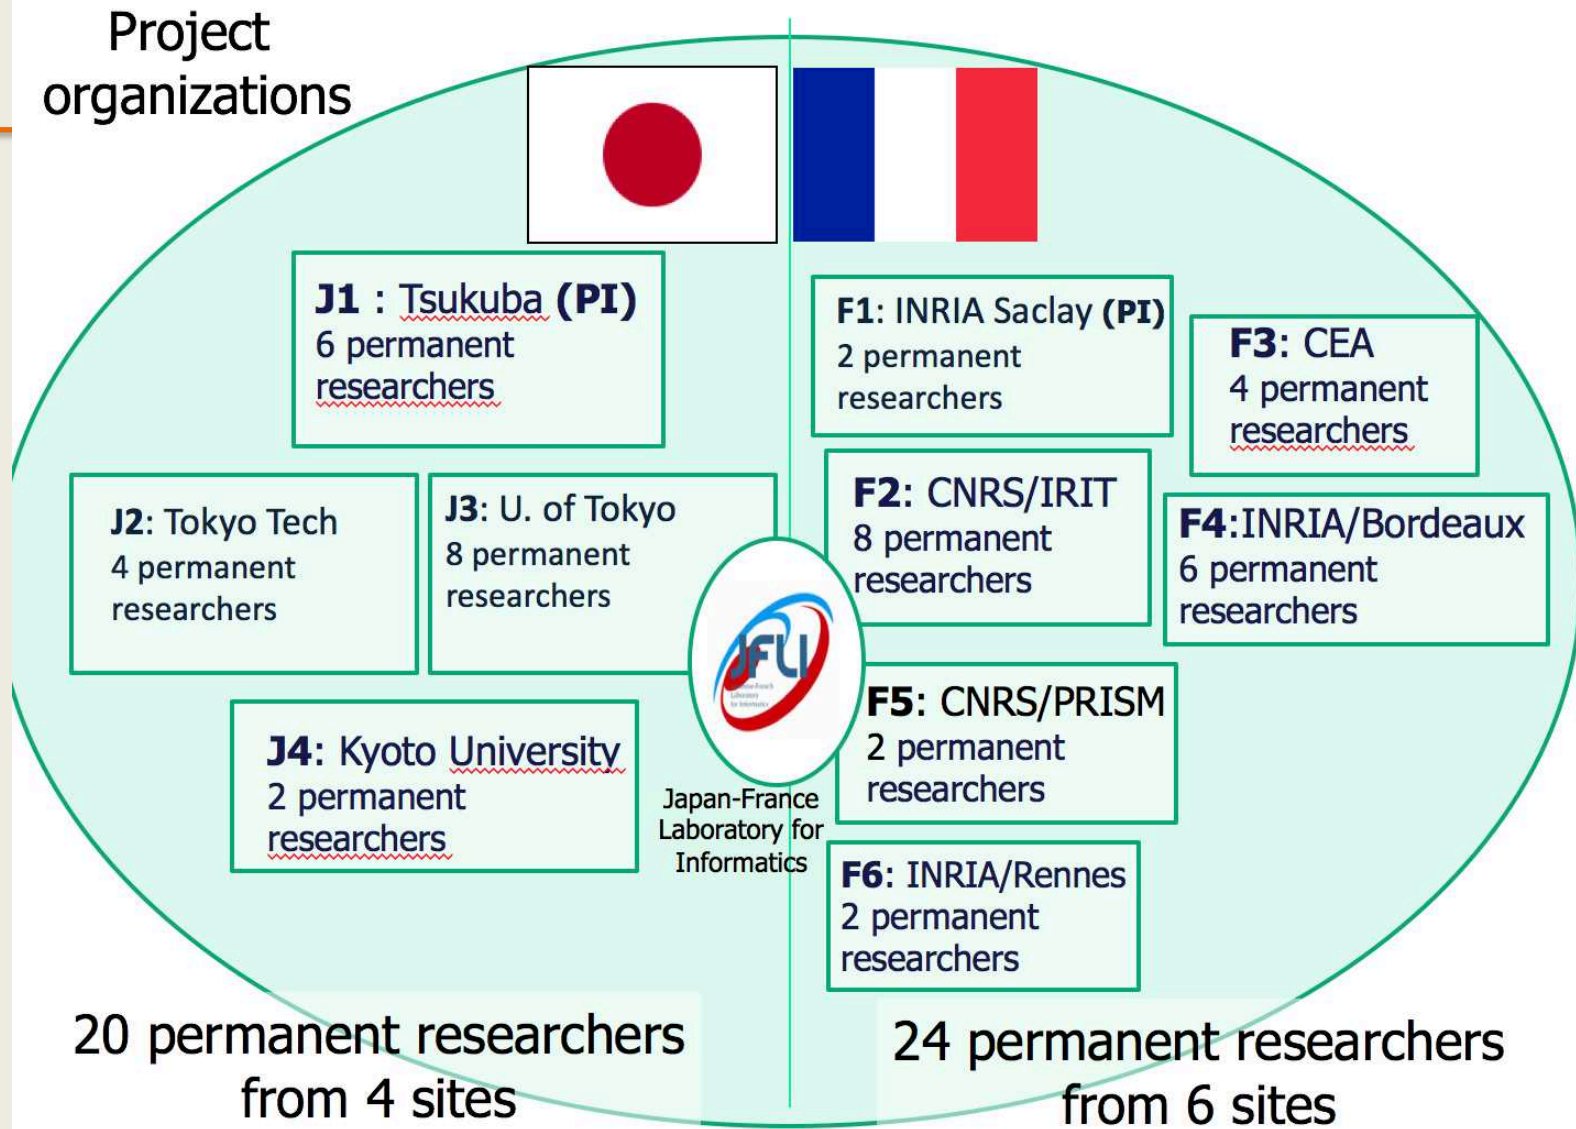 Project
organizations
J1 : Tsukuba (PI)
6 permanent
researchers
J2: Tokyo Tech
4 permanent
researchers
J3: U. of Tokyo
8 permanent
researchers
J4: Kyoto University
2 permanent
researchers
JFLI
Laboratory
for Informatics
Japan-France
Laboratory for
Informatics
F1: INRIA Saclay (PI)
2 permanent
researchers
F2: CNRS/IRIT
8 permanent
researchers
F3: CEA
4 permanent
researchers
F4:INRIA/Bordeaux
6 permanent
researchers
F5: CNRS/PRISM
2 permanent
researchers
F6: INRIA/Rennes
2 permanent
researchers
20 permanent researchers
from 4 sites
24 permanent researchers
from 6 sites